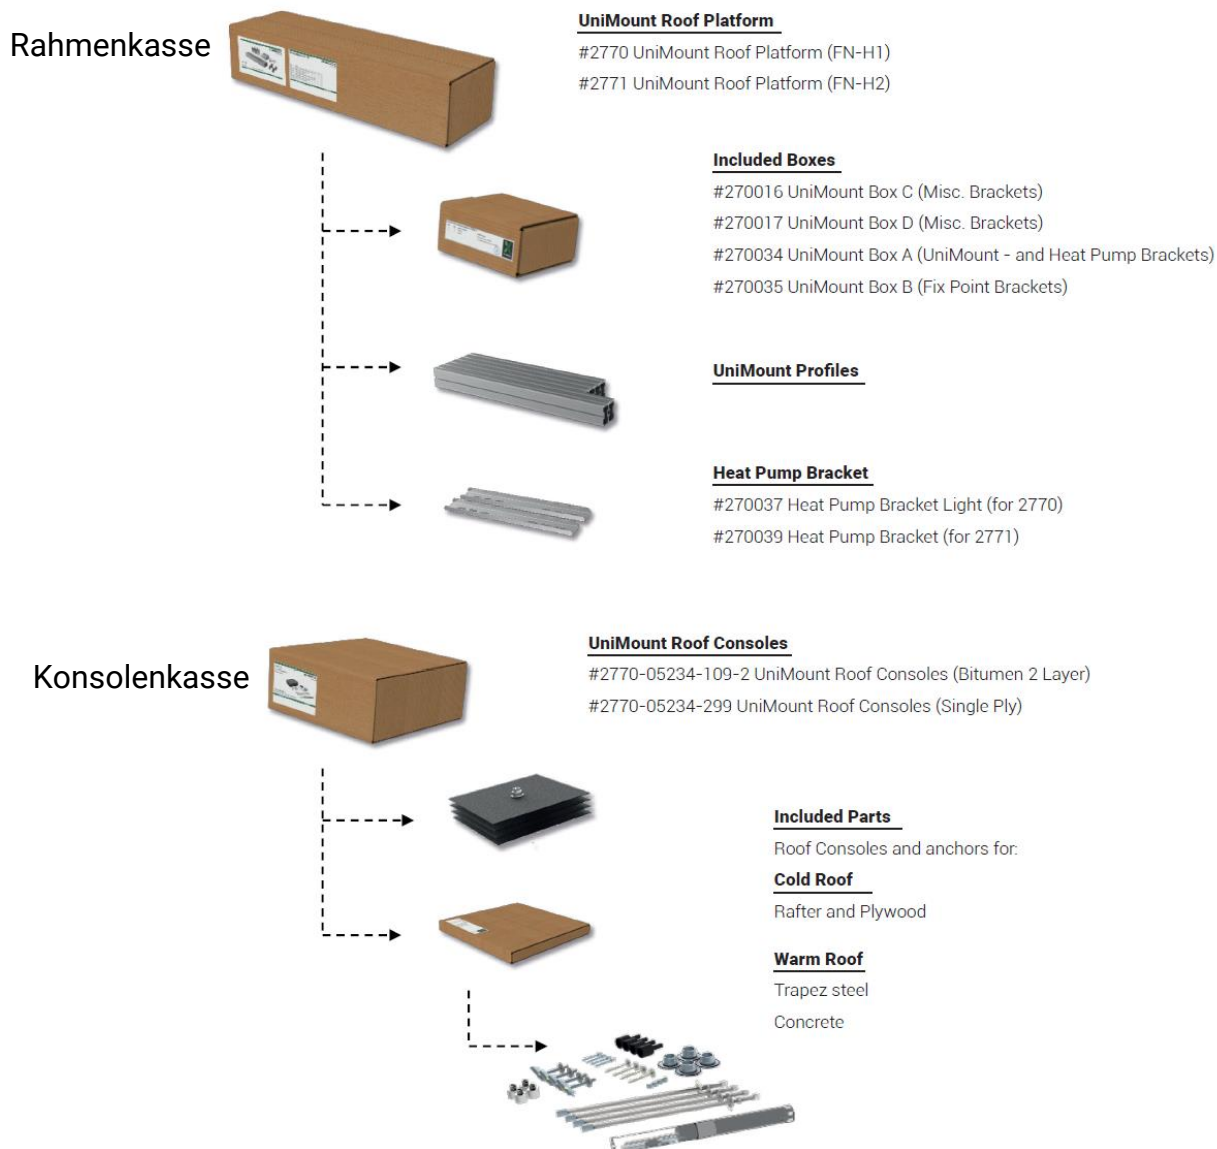 Rahmenkasse
UniMount Roof Platform
#2770 UniMount Roof Platform (FN-H1)
#2771 UniMount Roof Platform (FN-H2)
Included Boxes
#270016 UniMount Box C (Misc. Brackets)
#270017 UniMount Box D (Misc. Brackets)
#270034 UniMount Box A (UniMount - and Heat Pump Brackets)
#270035 UniMount Box B (Fix Point Brackets)
UniMount Profiles
Heat Pump Bracket
#270037 Heat Pump Bracket Light (for 2770)
#270039 Heat Pump Bracket (for 2771)
Konsolenkasse
UniMount Roof Consoles
#2770-05234-109-2 UniMount Roof Consoles (Bitumen 2 Layer)
#2770-05234-299 UniMount Roof Consoles (Single Ply)
Included Parts
Roof Consoles and anchors for:
Cold Roof
Rafter and Plywood
Warm Roof
Trapez steel
Concrete